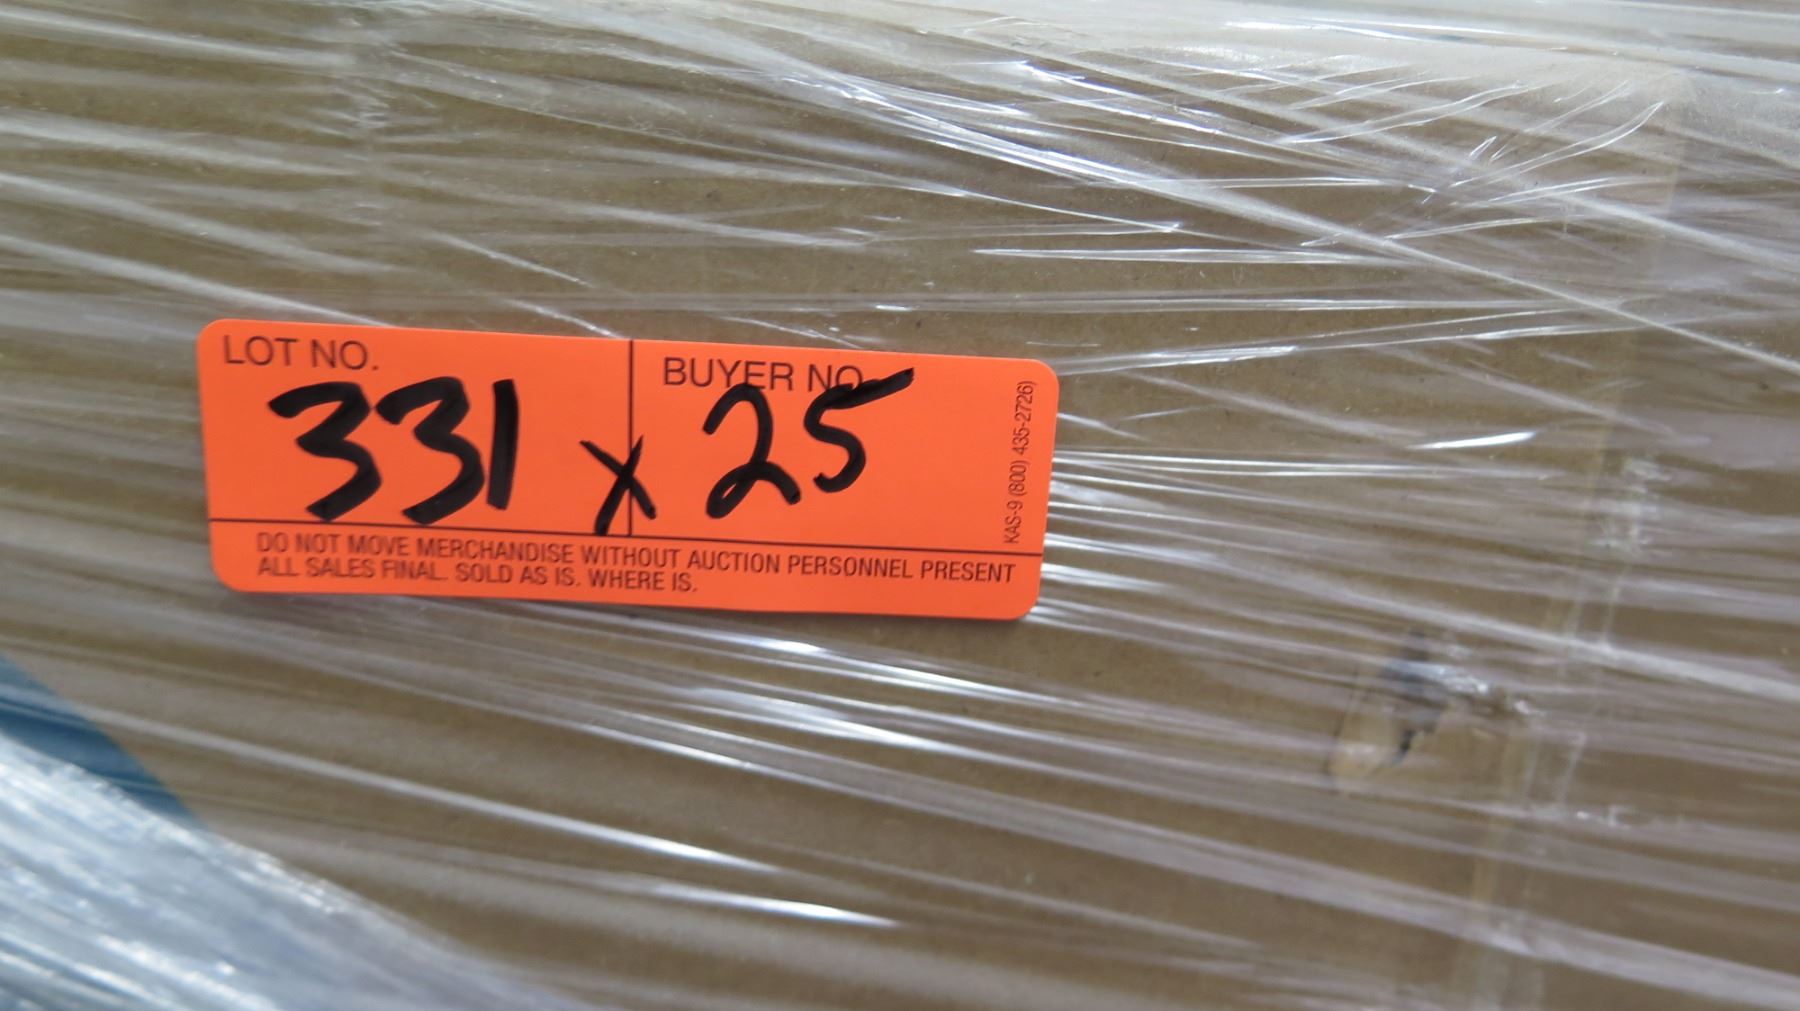 LOT NO. BUYER NO.
331 x 25
DO NOT MOVE MERCHANDISE WITHOUT AUCTION PERSONNEL PRESENT
ALL SALES FINAL. SOLD AS IS. WHERE IS.
KAS-9 (800) 435-2726)